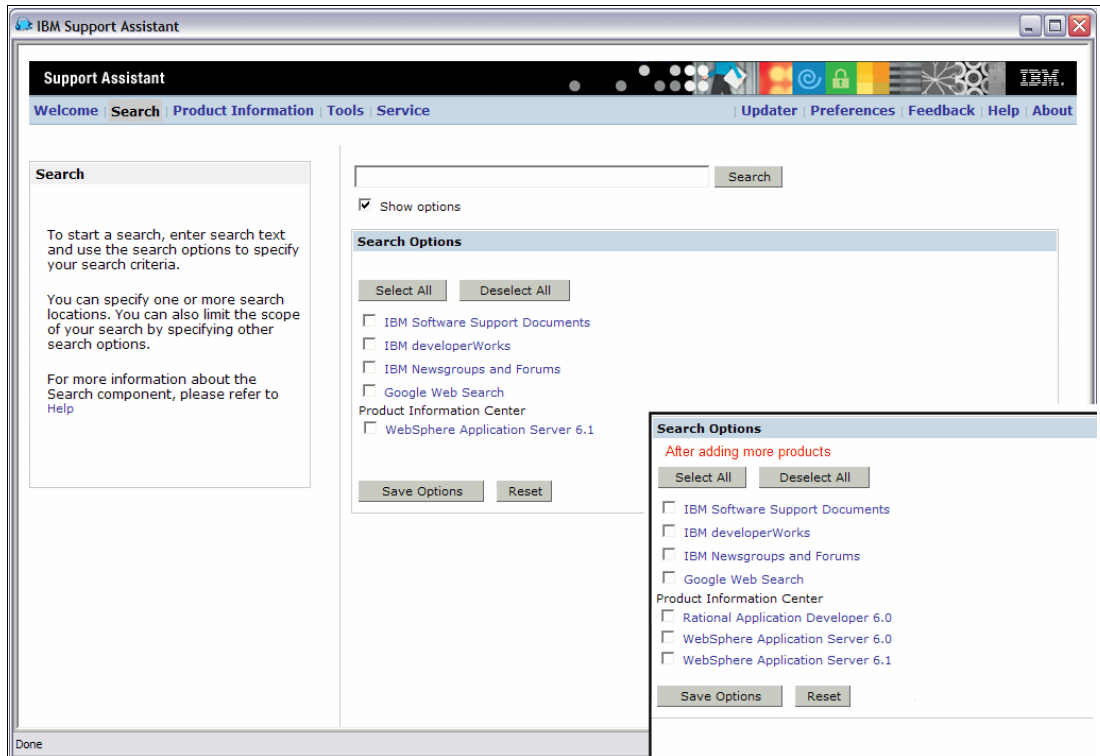 IBM Support Assistant
Support Assistant
IBM.
Welcome | Search | Product Information | Tools | Service
| Updater | Preferences | Feedback | Help | About
Search
To start a search, enter search text
and use the search options to specify
your search criteria.
You can specify one or more search
locations. You can also limit the scope
of your search by specifying other
search options.
For more information about the
Search component, please refer to
Help
Search
Show options
Search Options
Select All
Deselect All
IBM Software Support Documents
IBM developerWorks
IBM Newsgroups and Forums
Google Web Search
Product Information Center
WebSphere Application Server 6.1
Save Options
Reset
Search Options
After adding more products
Select All
Deselect All
IBM Software Support Documents
IBM developerWorks
IBM Newsgroups and Forums
Google Web Search
Product Information Center
Rational Application Developer 6.0
WebSphere Application Server 6.0
WebSphere Application Server 6.1
Save Options
Reset
Done